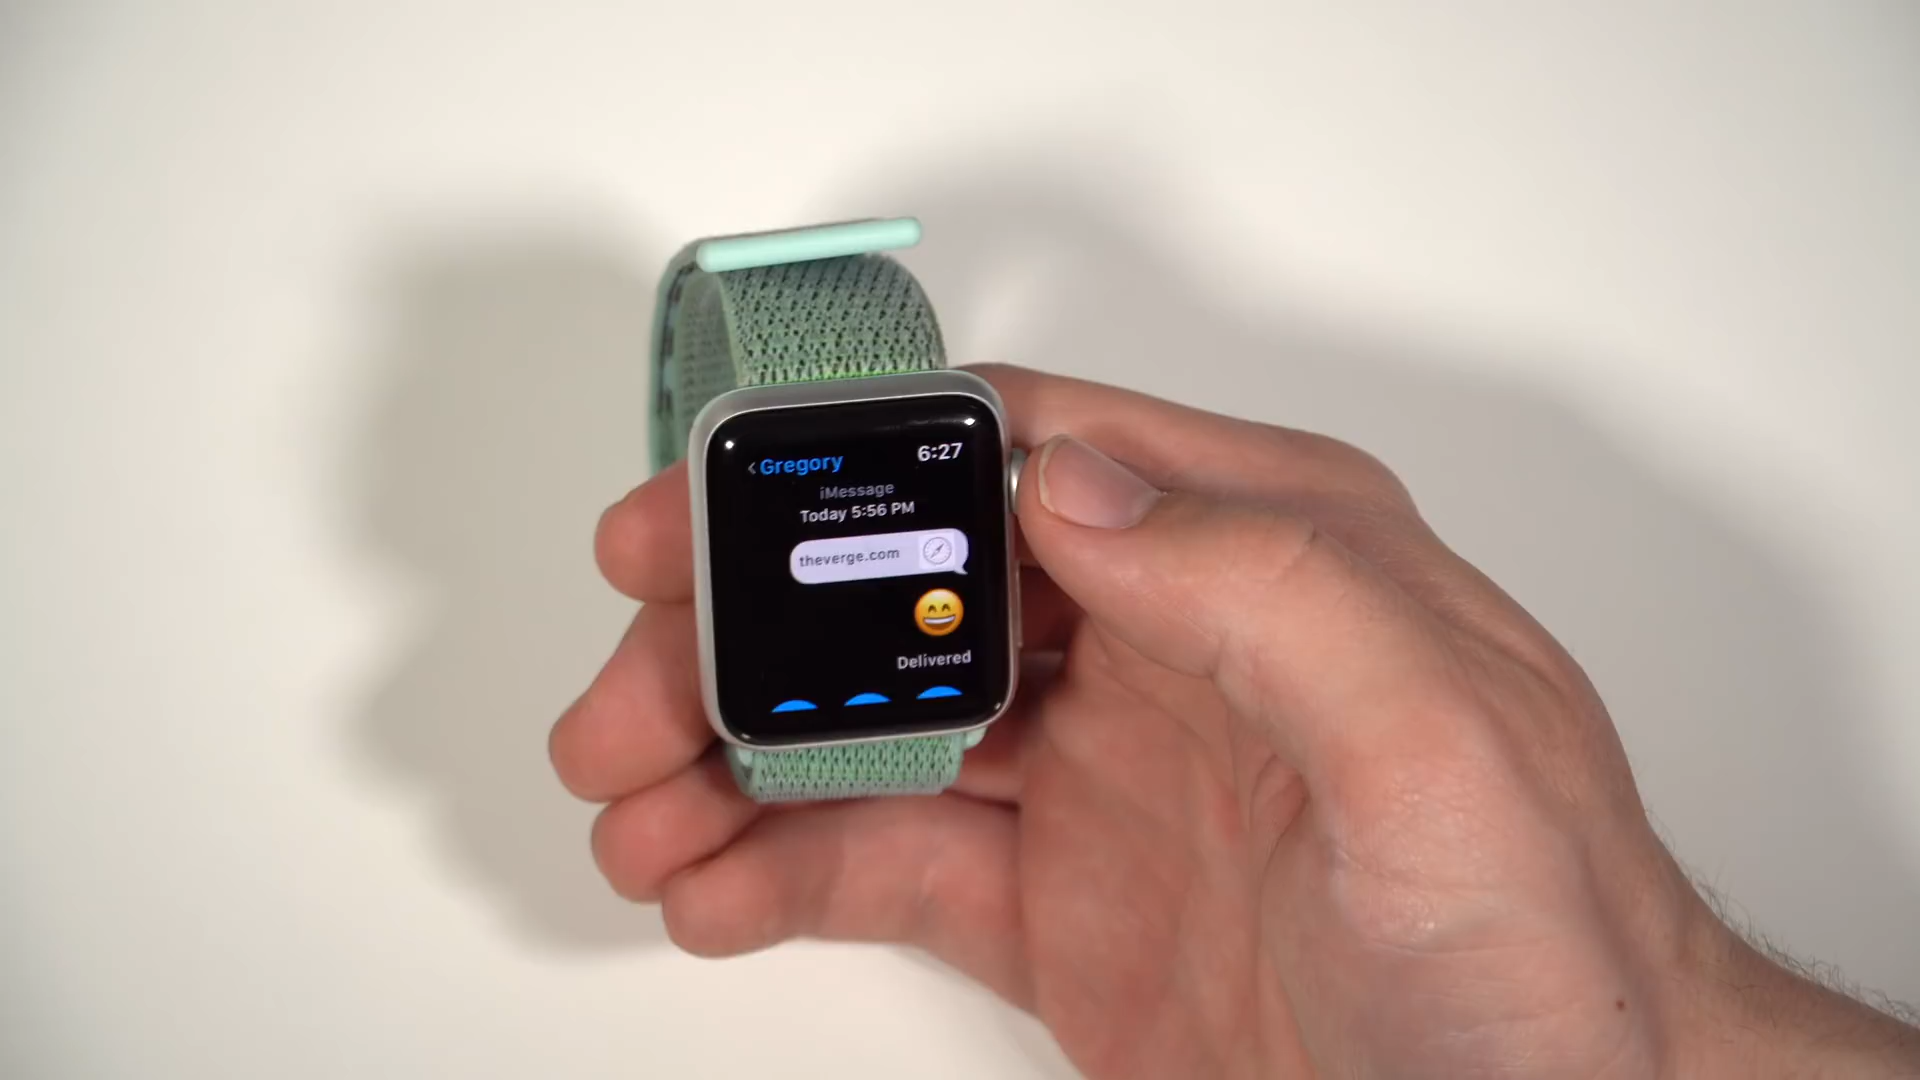 <Gregory 6:27
iMessage
Today 5:56 PM
theverge.com
Delivered